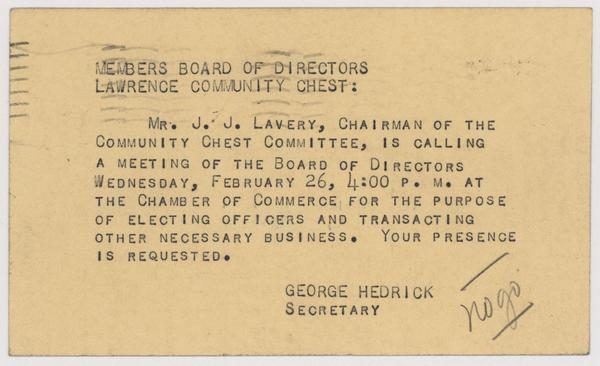 MEMBERS BOARD OF DIRECTORS
LAWRENCE COMMUNITY CHEST:
MR. J. J. LAVERY, CHAIRMAN OF THE
COMMUNITY CHEST COMMITTEE, IS CALLING
A MEETING OF THE BOARD OF DIRECTORS
WEDNESDAY, FEBRUARY 26, 4:00 P. M. AT
THE CHAMBER OF COMMERCE FOR THE PURPOSE
OF ELECTING OFFICERS AND TRANSACTING
OTHER NECESSARY BUSINESS. YOUR PRESENCE
IS REQUESTED.
GEORGE HEDRICK
SECRETARY
no go